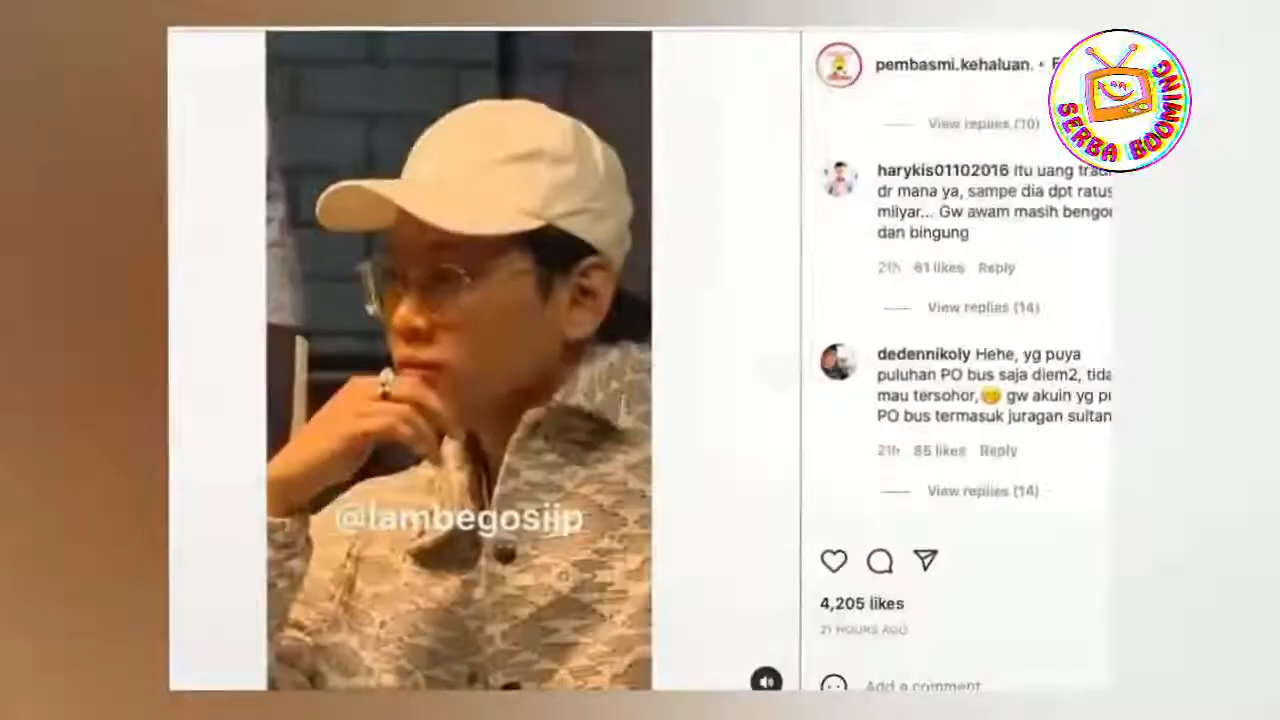 pembasmi.kehaluan.
SERBA BOOMING
View replies (10)
harykis01102016 Itu uang
dr mana ya, sampe dia dpt
milyar... Gw awam masih
dan bingung
21h 61 likes Reply
View replies (14)
dedennikoly Hehe, yg puya
puluhan PO bus saja diem2,
mau tersohor, gw akuin yg
PO bus termasuk juragan sultan
21h 85 likes Reply
View replies (14)
@lambegosiip
4,205 likes
21 HOURS AGO
Add a comment